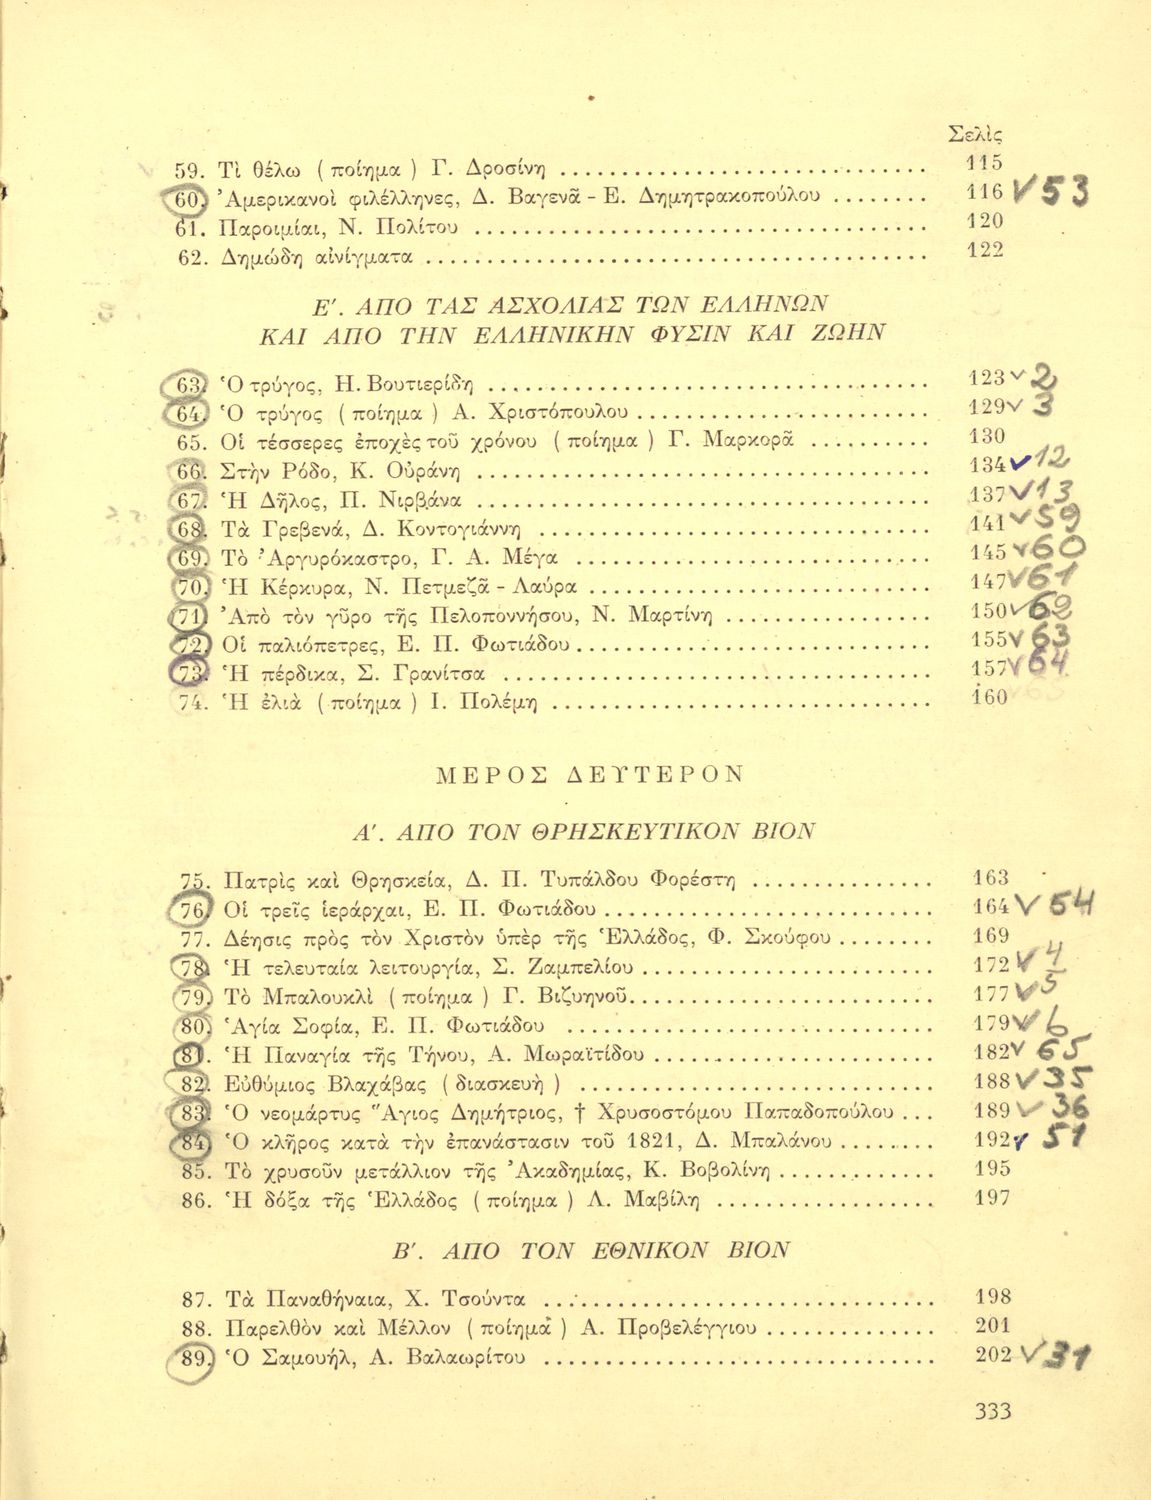 Σελὶς
59. Τὶ θέλω ( ποίημα ) Γ. Δροσίνη .......... 115
60. Ἀμερικανοὶ φιλέλληνες, Δ. Βαγενᾶ - Ε. Δημητρακοπούλου .......... 116 √ 53
61. Παροιμίαι, Ν. Πολίτου .......... 120
62. Δημώδη αἰνίγματα .......... 122
Ε΄. ΑΠΟ ΤΑΣ ΑΣΧΟΛΙΑΣ ΤΩΝ ΕΛΛΗΝΩΝ
ΚΑΙ ΑΠΟ ΤΗΝ ΕΛΛΗΝΙΚΗΝ ΦΥΣΙΝ ΚΑΙ ΖΩΗΝ
63. Ὁ τρύγος, Η. Βουτιερίδη .......... 123 √ 2
64. Ὁ τρύγος ( ποίημα ) Α. Χριστόπουλου .......... 129 √ 3
65. Οἱ τέσσερες ἐποχὲς τοῦ χρόνου ( ποίημα ) Γ. Μαρκορᾶ .......... 130
66. Στὴν Ρόδο, Κ. Οὐράνη .......... 134 √ 12
67. Ἡ Δῆλος, Π. Νιρβάνα .......... 137 √ 13
68. Τὰ Γρεβενά, Δ. Κοντογιάννη .......... 141 √ 59
69. Τὸ Ἀργυρόκαστρο, Γ. Α. Μέγα .......... 145 √ 60
70. Ἡ Κέρκυρα, Ν. Πετμεζᾶ - Λαύρα .......... 147 √ 61
71. Ἀπὸ τὸν γῦρο τῆς Πελοποννήσου, Ν. Μαρτίνη .......... 150 √ 62
72. Οἱ παλιόπετρες, Ε. Π. Φωτιάδου .......... 155 √ 63
73. Ἡ πέρδικα, Σ. Γρανίτσα .......... 157 √ 64
74. Ἡ ἐλιὰ ( ποίημα ) Ι. Πολέμη .......... 160
ΜΕΡΟΣ ΔΕΥΤΕΡΟΝ
Α΄. ΑΠΟ ΤΟΝ ΘΡΗΣΚΕΥΤΙΚΟΝ ΒΙΟΝ
75. Πατρὶς καὶ Θρησκεία, Δ. Π. Τυπάλδου Φορέστη .......... 163
76. Οἱ τρεῖς ἱεράρχαι, Ε. Π. Φωτιάδου .......... 164 √ 54
77. Δέησις πρὸς τὸν Χριστὸν ὑπὲρ τῆς Ἑλλάδος, Φ. Σκούφου .......... 169
78. Ἡ τελευταία λειτουργία, Σ. Ζαμπελίου .......... 172 √ 4
79. Τὸ Μπαλουκλὶ ( ποίημα ) Γ. Βιζυηνοῦ .......... 177 √ 5
80. Ἁγία Σοφία, Ε. Π. Φωτιάδου .......... 179 √ 6
81. Ἡ Παναγία τῆς Τήνου, Α. Μωραϊτίδου .......... 182 √ 65
82. Εὐθύμιος Βλαχάβας ( διασκευὴ ) .......... 188 √ 35
83. Ὁ νεομάρτυς Ἅγιος Δημήτριος, † Χρυσοστόμου Παπαδοπούλου ... 189 √ 36
84. Ὁ κλῆρος κατὰ τὴν ἐπανάστασιν τοῦ 1821, Δ. Μπαλάνου .......... 192 √ 51
85. Τὸ χρυσοῦν μετάλλιον τῆς Ἀκαδημίας, Κ. Βοβολίνη .......... 195
86. Ἡ δόξα τῆς Ἑλλάδος ( ποίημα ) Λ. Μαβίλη .......... 197
Β΄. ΑΠΟ ΤΟΝ ΕΘΝΙΚΟΝ ΒΙΟΝ
87. Τὰ Παναθήναια, Χ. Τσούντα .......... 198
88. Παρελθὸν καὶ Μέλλον ( ποίημα ) Α. Προβελέγγιου .......... 201
89. Ὁ Σαμουήλ, Α. Βαλαωρίτου .......... 202 √ 31
333